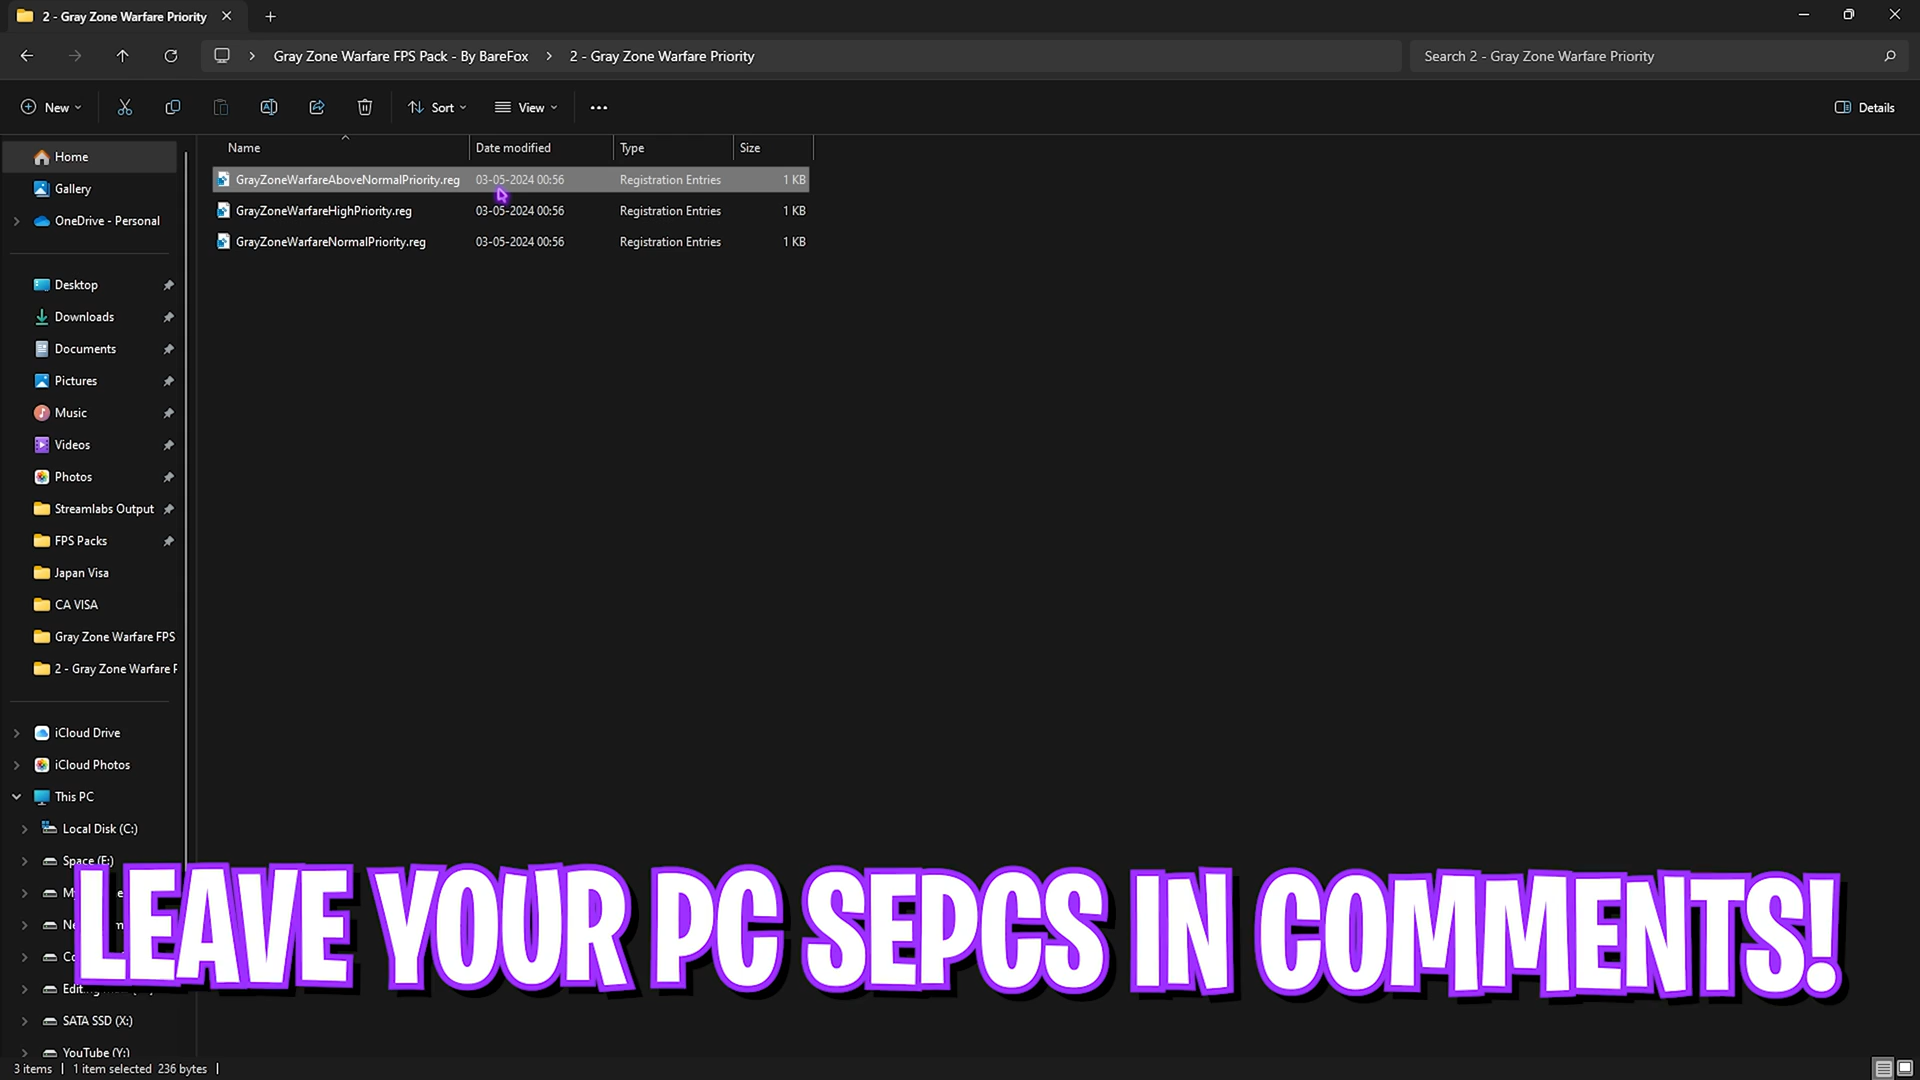 2 - Gray Zone Warfare Priority
Gray Zone Warfare FPS Pack - By BareFox > 2 - Gray Zone Warfare Priority
Search 2 - Gray Zone Warfare Priority
New
Sort
View
Details
Name Date modified Type Size
GrayZoneWarfareAboveNormalPriority.reg 03-05-2024 00:56 Registration Entries 1 KB
GrayZoneWarfareHighPriority.reg 03-05-2024 00:56 Registration Entries 1 KB
GrayZoneWarfareNormalPriority.reg 03-05-2024 00:56 Registration Entries 1 KB
Home
Gallery
OneDrive - Personal
Desktop
Downloads
Documents
Pictures
Music
Videos
Photos
Streamlabs Output
FPS Packs
Japan Visa
CA VISA
Gray Zone Warfare FPS
2 - Gray Zone Warfare
iCloud Drive
iCloud Photos
This PC
Local Disk (C:)
Space (E:)
SATA SSD (X:)
YouTube (Y:)
LEAVE YOUR PC SEPCS IN COMMENTS!
3 items | 1 item selected 236 bytes |